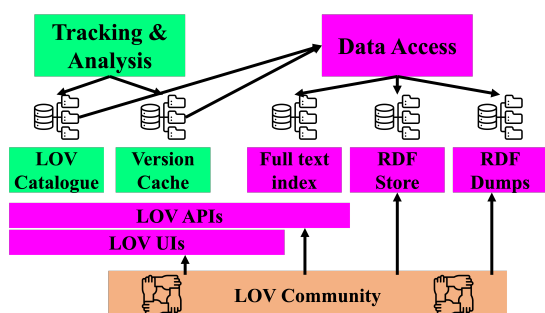 Tracking &
Analysis
Data Access
LOV
Catalogue
Version
Cache
Full text
index
RDF
Store
RDF
Dumps
LOV APIs
LOV UIs
LOV Community